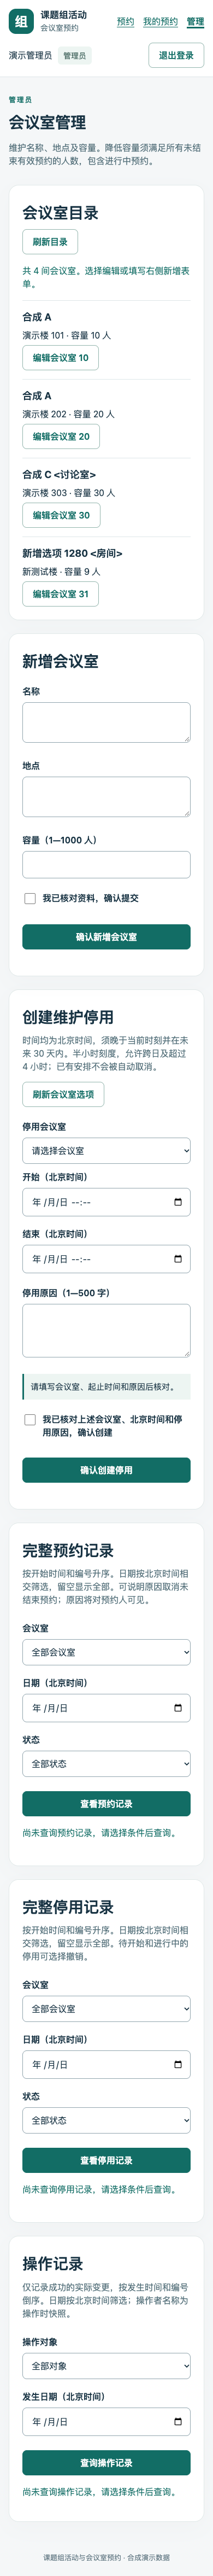 组
课题组活动
会议室预约
预约 我的预约 管理
演示管理员 管理员 退出登录
管理员
会议室管理
维护名称、地点及容量。降低容量须满足所有未结
束有效预约的人数，包含进行中预约。
会议室目录
刷新目录
共 4 间会议室。选择编辑或填写右侧新增表
单。
合成 A
演示楼 101 · 容量 10 人
编辑会议室 10
合成 A
演示楼 202 · 容量 20 人
编辑会议室 20
合成 C <讨论室>
演示楼 303 · 容量 30 人
编辑会议室 30
新增选项 1280 <房间>
新测试楼 · 容量 9 人
编辑会议室 31
新增会议室
名称
地点
容量（1—1000 人）
我已核对资料，确认提交
确认新增会议室
创建维护停用
时间均为北京时间，须晚于当前时刻并在未
来 30 天内。半小时刻度，允许跨日及超过
4 小时；已有安排不会被自动取消。
刷新会议室选项
停用会议室
请选择会议室
开始（北京时间）
年 /月/日 --:--
结束（北京时间）
年 /月/日 --:--
停用原因（1—500 字）
请填写会议室、起止时间和原因后核对。
我已核对上述会议室、北京时间和停
用原因，确认创建
确认创建停用
完整预约记录
按开始时间和编号升序。日期按北京时间相
交筛选，留空显示全部。可说明原因取消未
结束预约；原因将对预约人可见。
会议室
全部会议室
日期（北京时间）
年 /月/日
状态
全部状态
查看预约记录
尚未查询预约记录，请选择条件后查询。
完整停用记录
按开始时间和编号升序。日期按北京时间相
交筛选，留空显示全部。待开始和进行中的
停用可选择撤销。
会议室
全部会议室
日期（北京时间）
年 /月/日
状态
全部状态
查看停用记录
尚未查询停用记录，请选择条件后查询。
操作记录
仅记录成功的实际变更，按发生时间和编号
倒序。日期按北京时间筛选；操作者名称为
操作时快照。
操作对象
全部对象
发生日期（北京时间）
年 /月/日
查询操作记录
尚未查询操作记录，请选择条件后查询。
课题组活动与会议室预约 · 合成演示数据